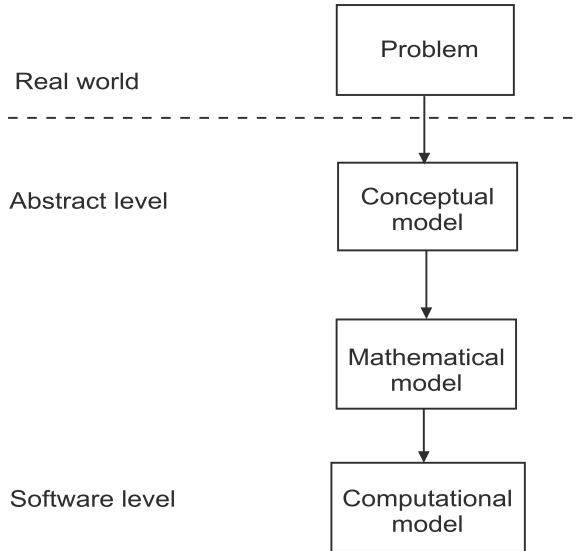 Problem
Real world
Abstract level
Conceptual
model
Mathematical
model
Software level
Computational
model